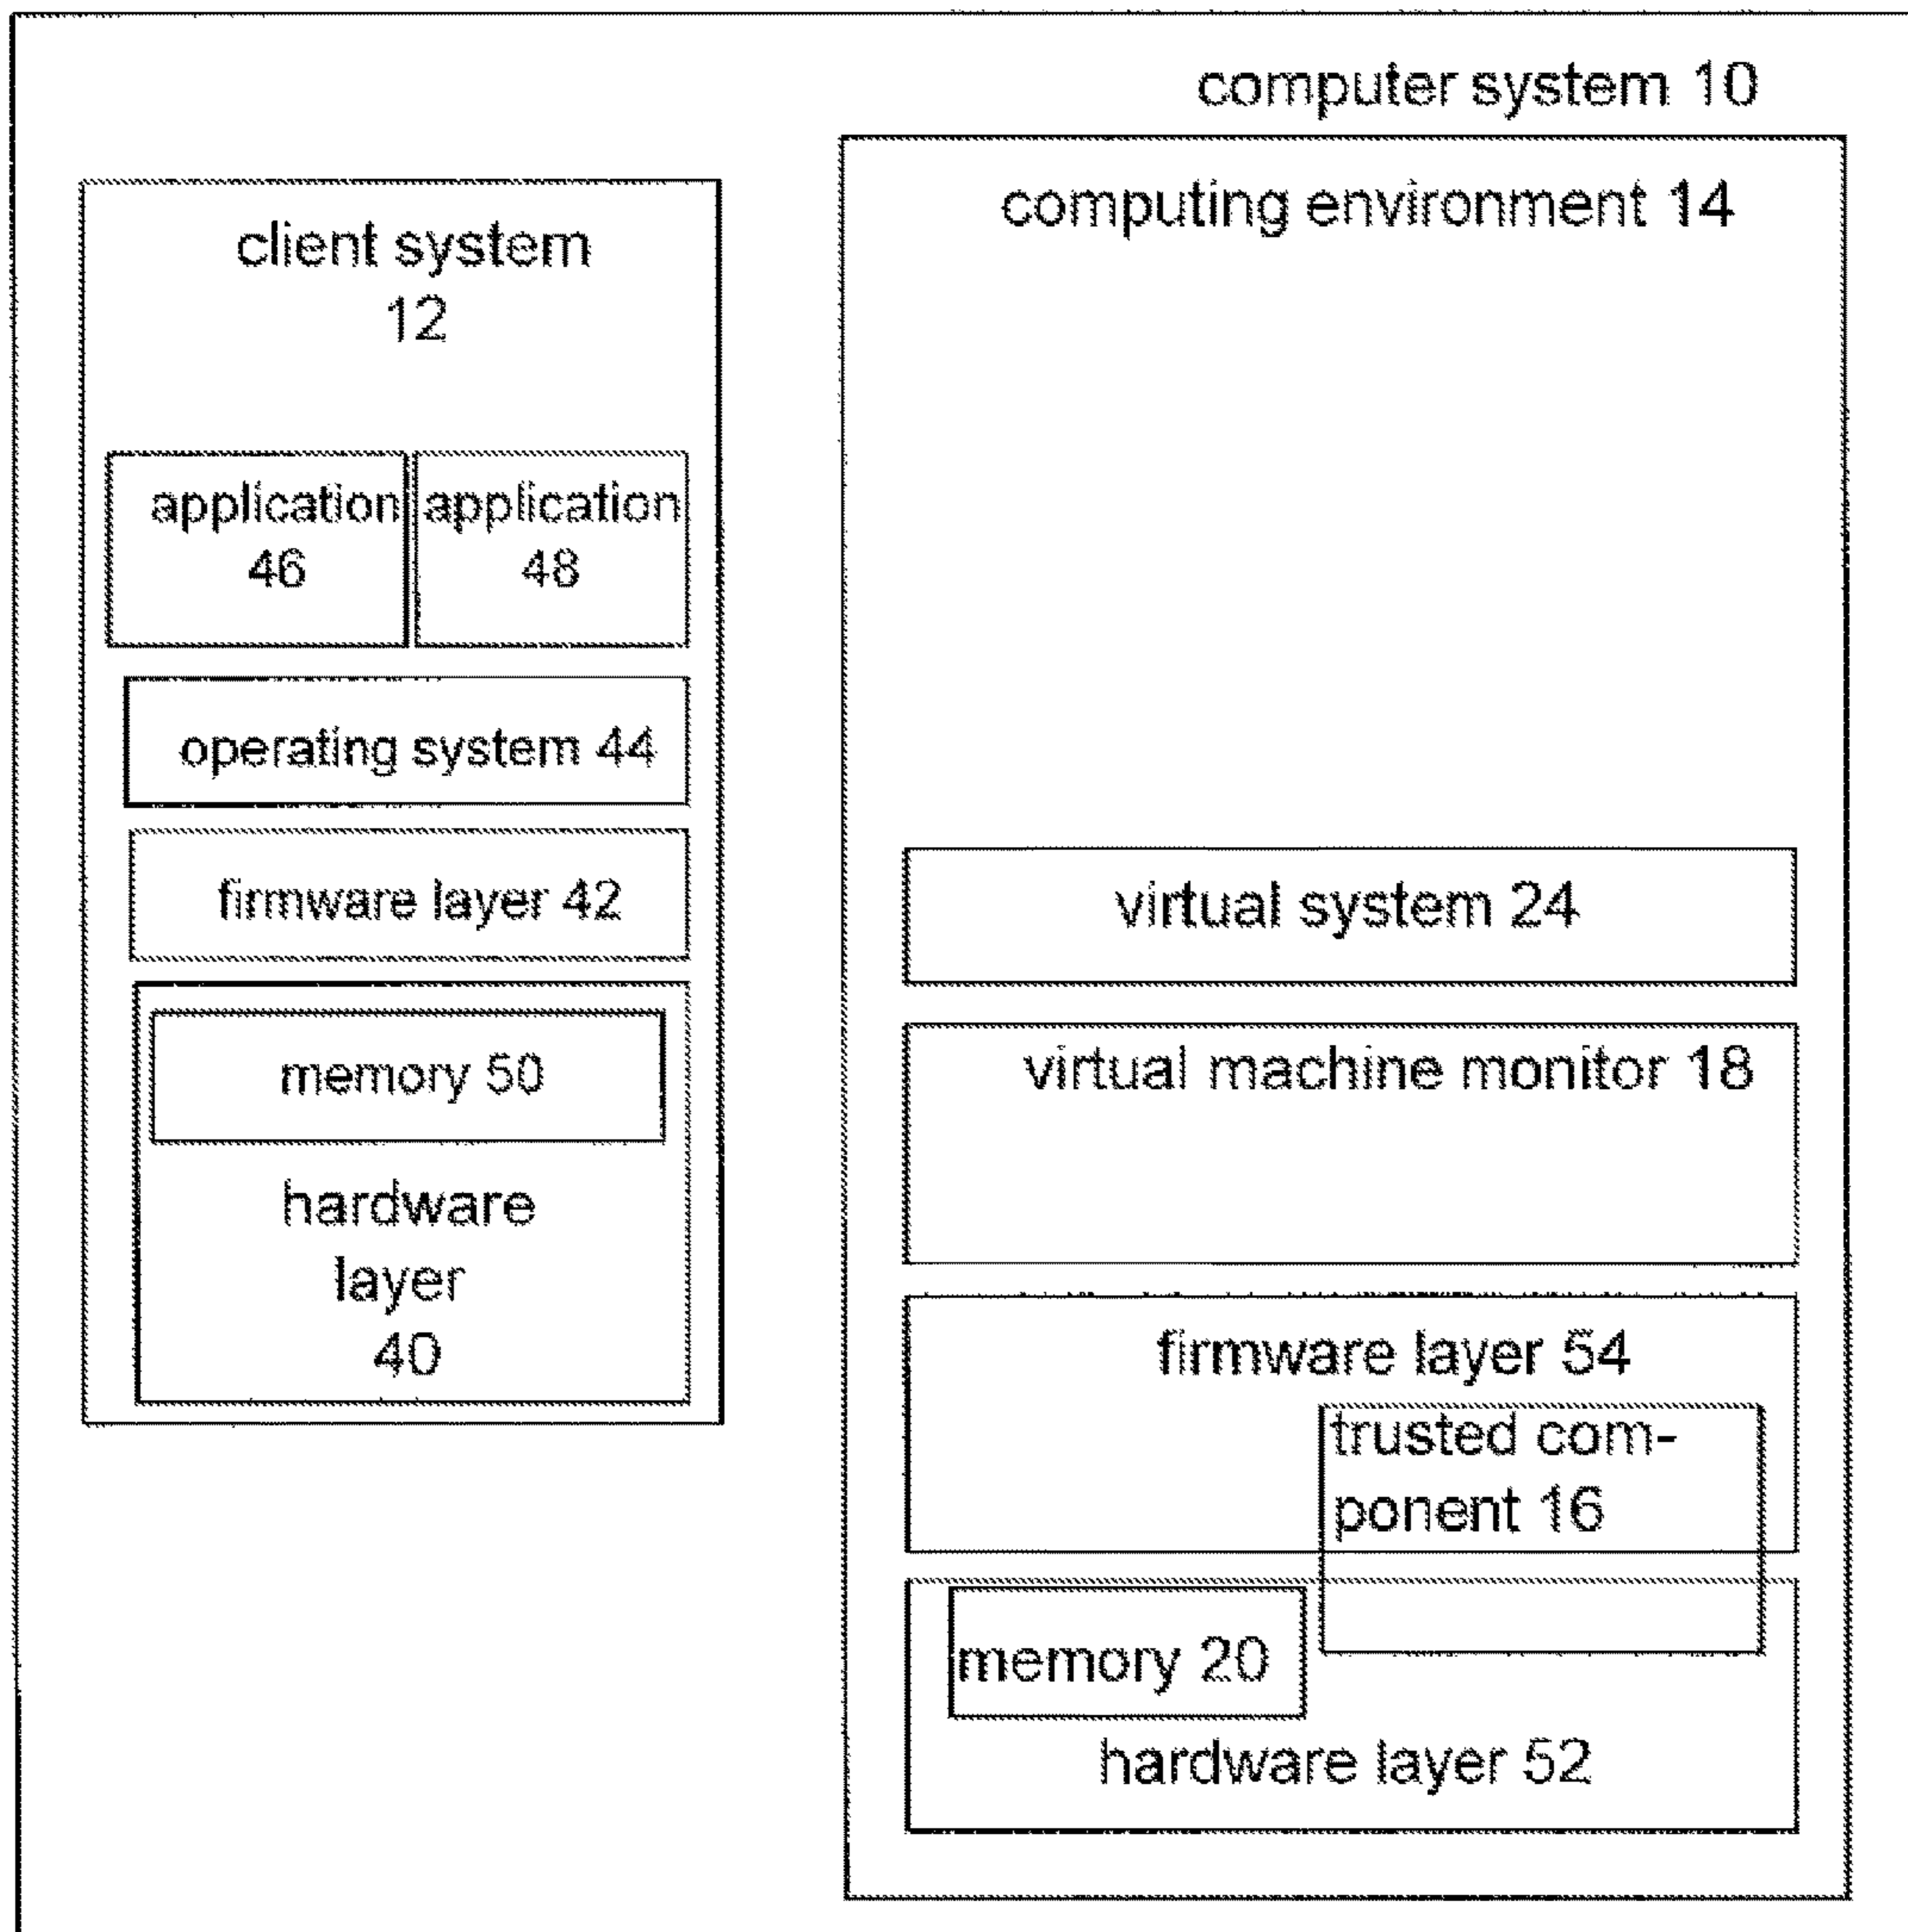 computer system 10
client system
12
application
46
application
48
operating system 44
firmware layer 42
memory 50
hardware
layer
40
computing environment 14
virtual system 24
virtual machine monitor 18
firmware layer 54
trusted com-
ponent 16
memory 20
hardware layer 52